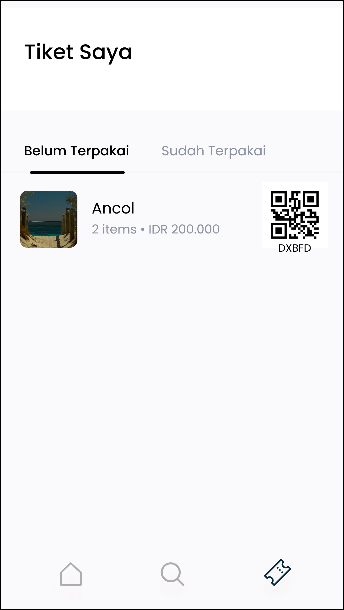 Tiket Saya
Belum Terpakai
Sudah Terpakai
Ancol
2 items • IDR 200.000
DXBFD